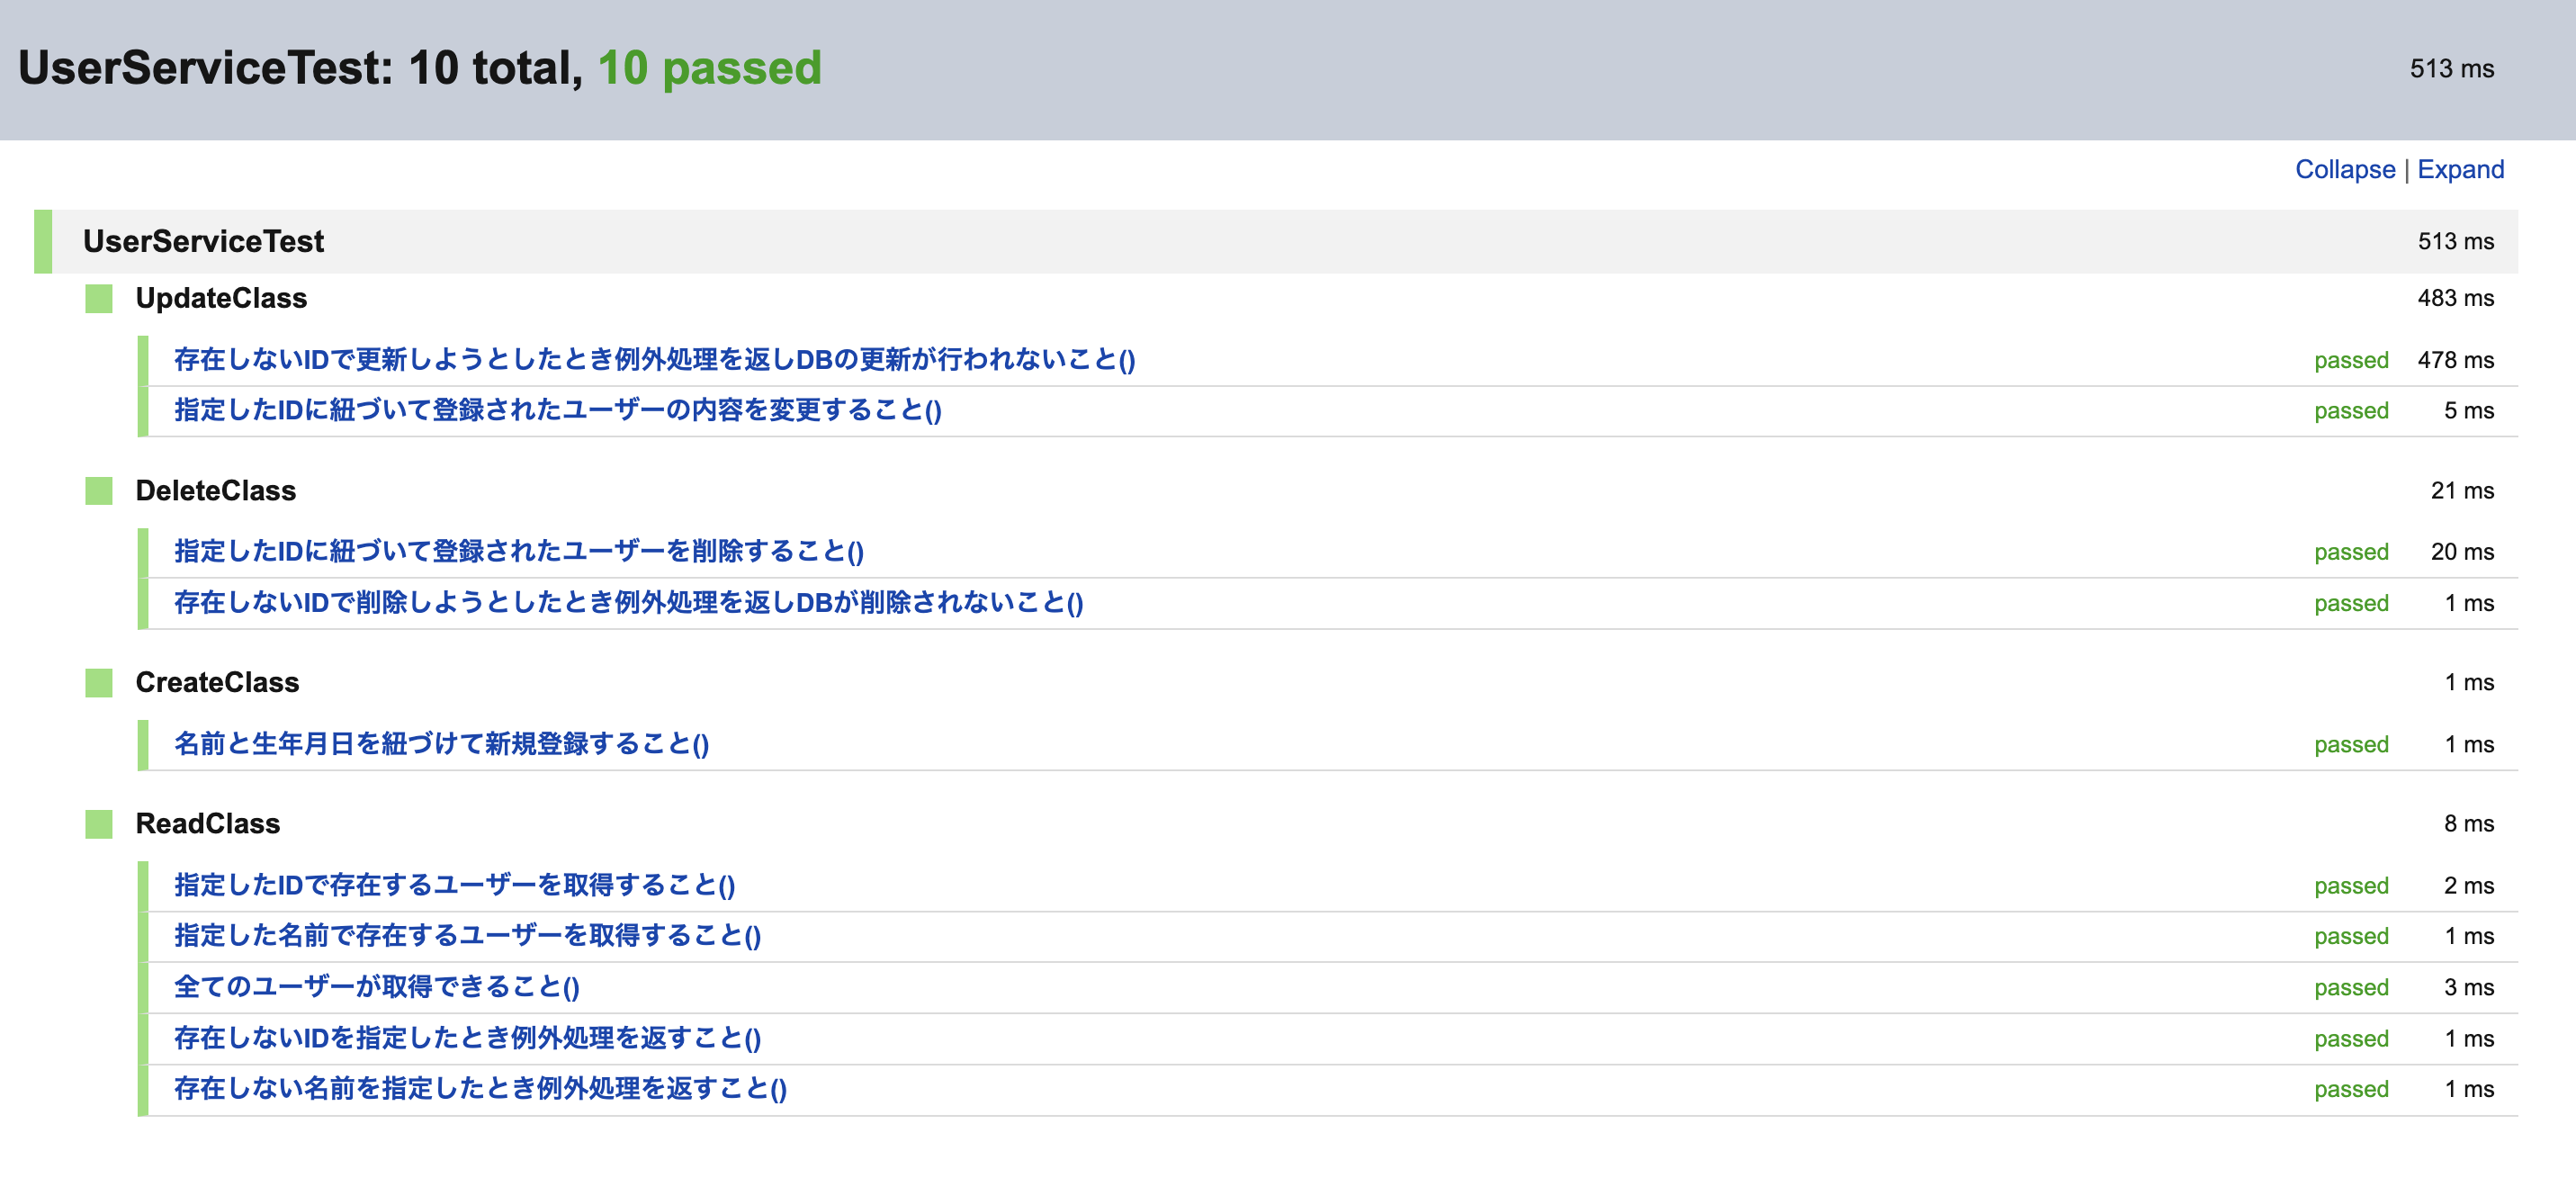 UserServiceTest: 10 total, 10 passed 513 ms
Collapse | Expand
UserServiceTest 513 ms
UpdateClass 483 ms
存在しないIDで更新しようとしたとき例外処理を返しDBの更新が行われないこと() passed 478 ms
指定したIDに紐づいて登録されたユーザーの内容を変更すること() passed 5 ms
DeleteClass 21 ms
指定したIDに紐づいて登録されたユーザーを削除すること() passed 20 ms
存在しないIDで削除しようとしたとき例外処理を返しDBが削除されないこと() passed 1 ms
CreateClass 1 ms
名前と生年月日を紐づけて新規登録すること() passed 1 ms
ReadClass 8 ms
指定したIDで存在するユーザーを取得すること() passed 2 ms
指定した名前で存在するユーザーを取得すること() passed 1 ms
全てのユーザーが取得できること() passed 3 ms
存在しないIDを指定したとき例外処理を返すこと() passed 1 ms
存在しない名前を指定したとき例外処理を返すこと() passed 1 ms